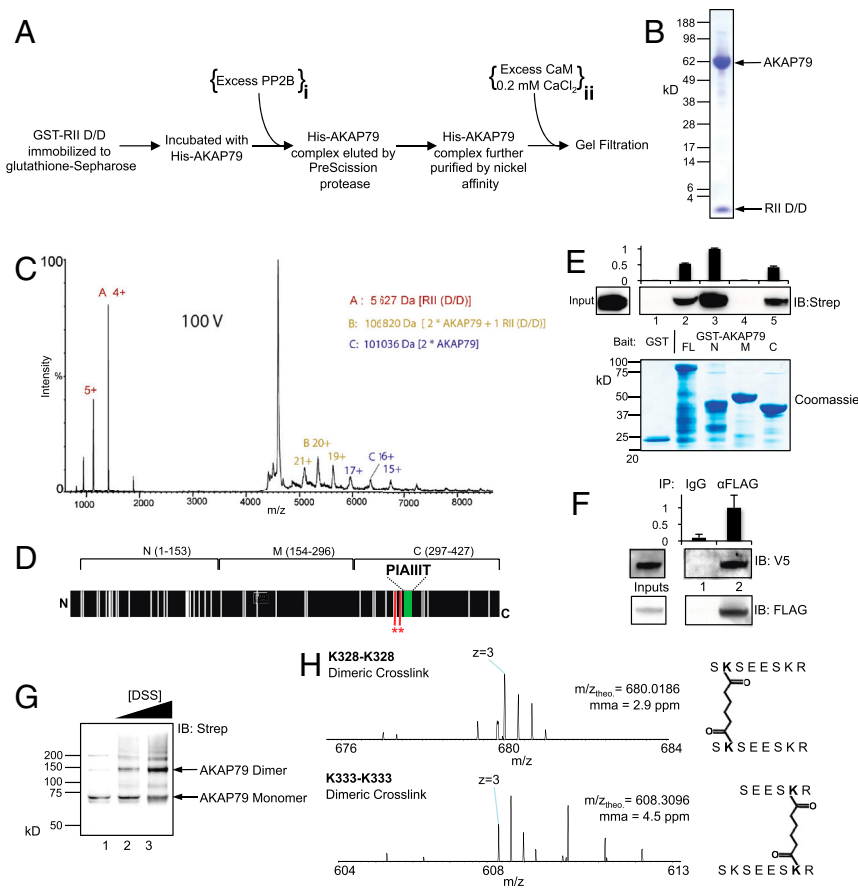 A
{Excess PP2B}i
{Excess CaM
0.2 mM CaCl2}ii
GST-RII D/D
immobilized to
glutathione-Sepharose
Incubated with
His-AKAP79
His-AKAP79
complex eluted by
PreScission
protease
His-AKAP79
complex further
purified by nickel
affinity
Gel Filtration
B
188
98
62
kD
49
38
28
17
14
6
4
AKAP79
RII D/D
C
100
%
0
Intensity
A 4+
5+
100 V
A : 5627 Da [RII (D/D)]
B: 106820 Da [ 2 * AKAP79 + 1 RII (D/D)]
C: 101036 Da [2 * AKAP79]
B 20+
21+
19+
C 16+
17+
15+
1000 2000 3000 4000 5000 6000 7000 8000
m/z
E
1
0.5
0
Input
IB:Strep
1 2 3 4 5
GST-AKAP79
Bait: GST FL N M C
100
75
kD
50
37
25
20
Coomassie
D
N (1-153) M (154-296) C (297-427)
PIAIIIT
N
C
**
F
IP: IgG αFLAG
1
0.5
0
IB: V5
Inputs 1 2
IB: FLAG
G
[DSS]
IB: Strep
200
150
100
75
50
kD
AKAP79 Dimer
AKAP79 Monomer
1 2 3
H
K328-K328
Dimeric Crosslink
z=3
m/ztheo.= 680.0186
mma = 2.9 ppm
676 680 684
m/z
S K S E E S K R
O
O
S K S E E S K R
K333-K333
Dimeric Crosslink
z=3
m/ztheo.= 608.3096
mma = 4.5 ppm
604 608 613
m/z
S E E S K R
O
O
S K S E E S K R